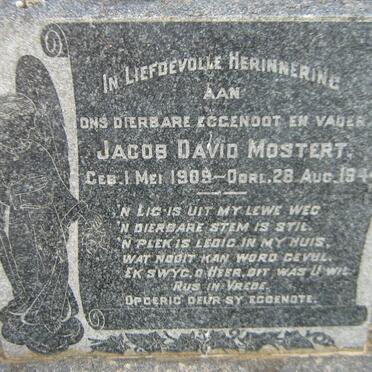 IN LIEFDEVOLLE HERINNERING
AAN
ONS DIERBARE EGGENOOT EN VADER
JACOB DAVID MOSTERT.
GEB. 1 MEI 1909 — OORL. 28 AUG. 194
'N LIG IS UIT MY LEWE WEG
'N DIERBARE STEM IS STIL.
'N PLEK IS LEDIG IN MY HUIS,
WAT NOOIT KAN WORD GEVUL.
EK SWYG, O HEER, DIT WAS U WIL
RUS IN VREDE.
OPGERIG DEUR SY EGGENOTE.